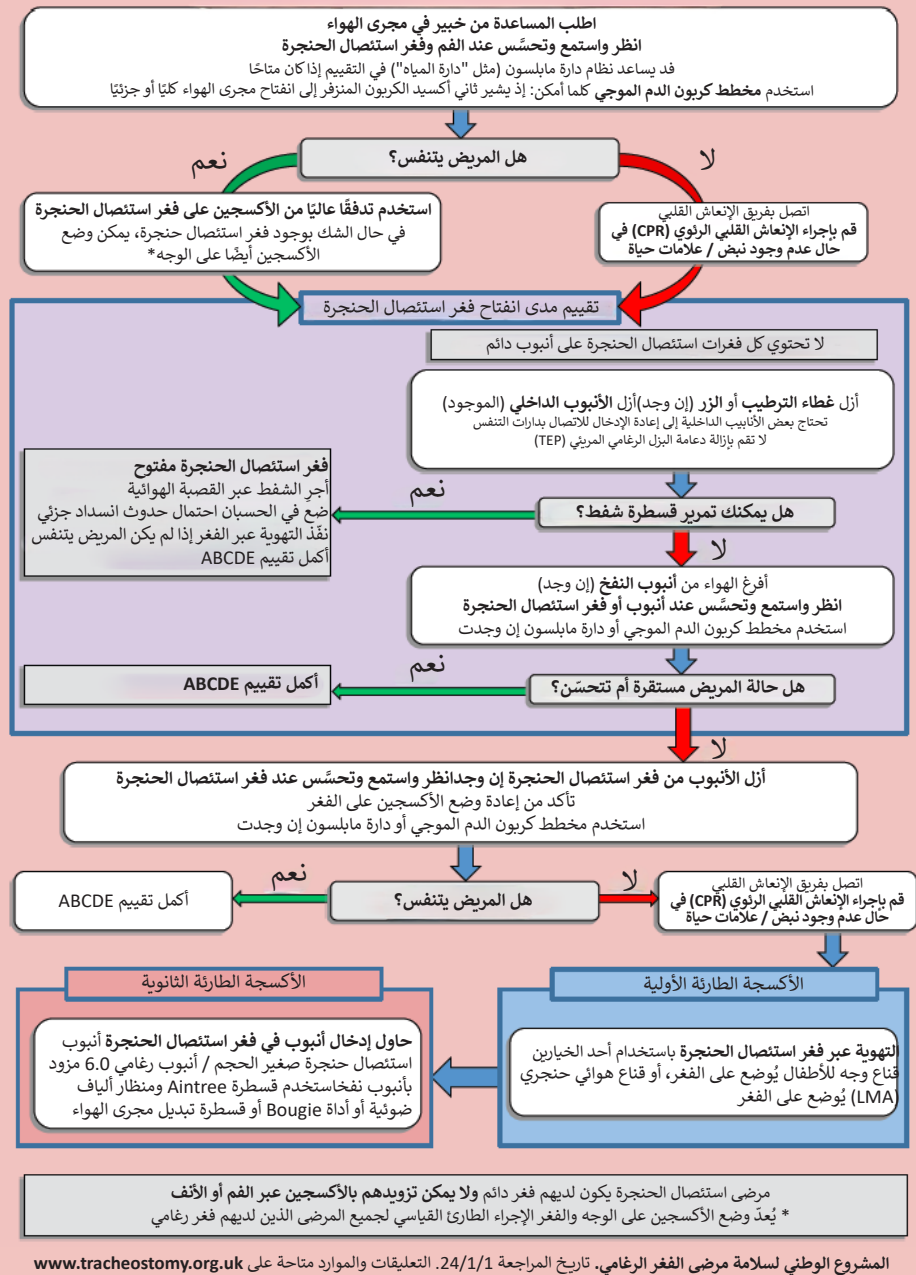 اطلب المساعدة من خبير في مجرى الهواء
انظر واستمع وتحسَّس عند الفم وفغر استئصال الحنجرة
قد يساعد نظام دارة مابلسون (مثل "دارة المياه") في التقييم إذا كان متاحًا
استخدم مخطط كربون الدم الموجي كلما أمكن: إذ يشير ثاني أكسيد الكربون المنزفر إلى انفتاح مجرى الهواء كليًا أو جزئيًا
هل المريض يتنفس؟
لا
نعم
اتصل بفريق الإنعاش القلبي
قم بإجراء الإنعاش القلبي الرئوي (CPR) في
حال عدم وجود نبض / علامات حياة
استخدم تدفقًا عاليًا من الأكسجين على فغر استئصال الحنجرة
في حال الشك بوجود فغر استئصال حنجرة، يمكن وضع
الأكسجين أيضًا على الوجه*
تقييم مدى انفتاح فغر استئصال الحنجرة
لا تحتوي كل فغرات استئصال الحنجرة على أنبوب دائم
أزل غطاء الترطيب أو الزر (إن وجد)أزل الأنبوب الداخلي (الموجود)
تحتاج بعض الأنابيب الداخلية إلى إعادة الإدخال للاتصال بدارات التنفس
لا تقم بإزالة دعامة البزل الرغامي المريئي (TEP)
هل يمكنك تمرير قسطرة شفط؟
نعم
فغر استئصال الحنجرة مفتوح
أجرِ الشفط عبر القصبة الهوائية
ضع في الحسبان احتمال حدوث انسداد جزئي
نفّذ التهوية عبر الفغر إذا لم يكن المريض يتنفس
أكمل تقييم ABCDE
لا
أفرغ الهواء من أنبوب النفخ (إن وجد)
انظر واستمع وتحسَّس عند أنبوب أو فغر استئصال الحنجرة
استخدم مخطط كربون الدم الموجي أو دارة مابلسون إن وجدت
هل حالة المريض مستقرة أم تتحسّن؟
نعم
أكمل تقييم ABCDE
لا
أزل الأنبوب من فغر استئصال الحنجرة إن وجدانظر واستمع وتحسَّس عند فغر استئصال الحنجرة
تأكد من إعادة وضع الأكسجين على الفغر
استخدم مخطط كربون الدم الموجي أو دارة مابلسون إن وجدت
هل المريض يتنفس؟
لا
نعم
اتصل بفريق الإنعاش القلبي
قم بإجراء الإنعاش القلبي الرئوي (CPR) في
حال عدم وجود نبض / علامات حياة
أكمل تقييم ABCDE
الأكسجة الطارئة الأولية
التهوية عبر فغر استئصال الحنجرة باستخدام أحد الخيارين
قناع وجه للأطفال يُوضع على الفغر، أو قناع هوائي حنجري
(LMA) يُوضع على الفغر
الأكسجة الطارئة الثانوية
حاول إدخال أنبوب في فغر استئصال الحنجرة أنبوب
استئصال حنجرة صغير الحجم / أنبوب رغامي 6.0 مزود
بأنبوب نفخاستخدم قسطرة Aintree ومنظار ألياف
ضوئية أو أداة Bougie أو قسطرة تبديل مجرى الهواء
مرضى استئصال الحنجرة يكون لديهم فغر دائم ولا يمكن تزويدهم بالأكسجين عبر الفم أو الأنف
* يُعدّ وضع الأكسجين على الوجه والفغر الإجراء الطارئ القياسي لجميع المرضى الذين لديهم فغر رغامي
المشروع الوطني لسلامة مرضى الفغر الرغامي. تاريخ المراجعة 24/1/1. التعليقات والموارد متاحة على www.tracheostomy.org.uk